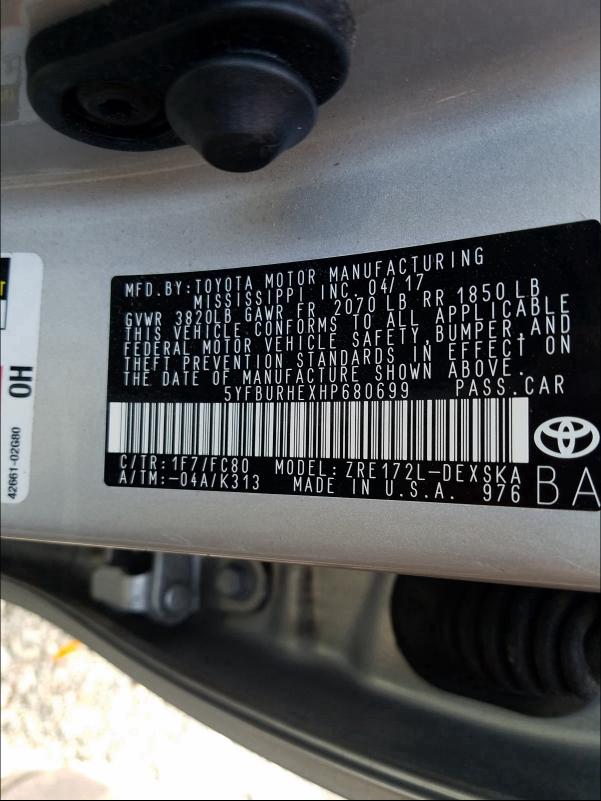 MFD.BY:TOYOTA MOTOR MANUFACTURING
MISSISSIPPI INC. 04/17
GVWR 3820LB GAWR FR 2070 LB RR 1850 LB
THIS VEHICLE CONFORMS TO ALL APPLICABLE
FEDERAL MOTOR VEHICLE SAFETY,BUMPER,AND
THEFT PREVENTION STANDARDS IN EFFECT ON
THE DATE OF MANUFACTURE SHOWN ABOVE.
5YFBURHEXHP680699 PASS.CAR
C/TR:1F7/FC80 MODEL:ZRE172L-DEXSKA
A/TM:-04A/K313 MADE IN U.S.A. 976
BA
OH
42661-02G80